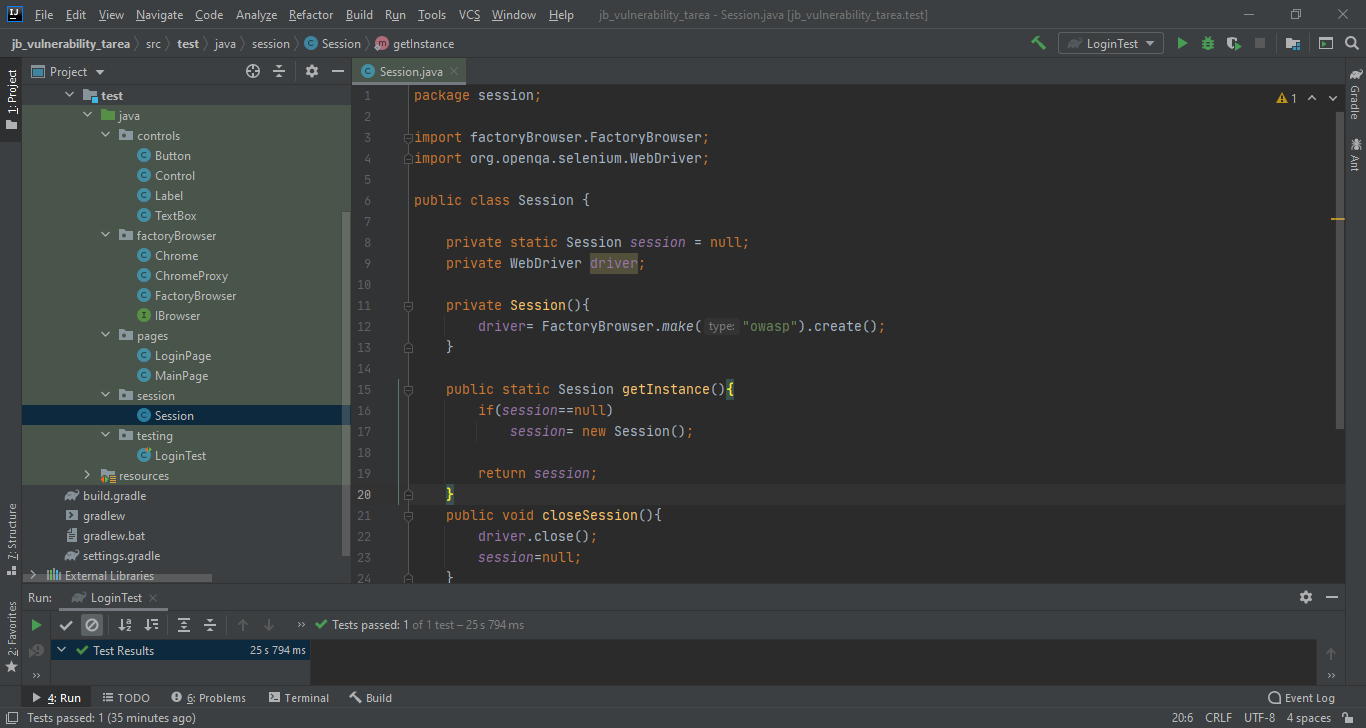 File Edit View Navigate Code Analyze Refactor Build Run Tools VCS Window Help jb_vulnerability_tarea - Session.java [jb_vulnerability_tarea.test]
jb_vulnerability_tarea src test java session Session getInstance LoginTest
1: Project
7: Structure
2: Favorites
Project
test
java
controls
Button
Control
Label
TextBox
factoryBrowser
Chrome
ChromeProxy
FactoryBrowser
IBrowser
pages
LoginPage
MainPage
session
Session
testing
LoginTest
resources
build.gradle
gradlew
gradlew.bat
settings.gradle
External Libraries
Session.java
1 package session;
2
3 import factoryBrowser.FactoryBrowser;
4 import org.openqa.selenium.WebDriver;
5
6 public class Session {
7
8 private static Session session = null;
9 private WebDriver driver;
10
11 private Session(){
12 driver= FactoryBrowser.make( type: "owasp").create();
13 }
14
15 public static Session getInstance(){
16 if(session==null)
17 session= new Session();
18
19 return session;
20 }
21 public void closeSession(){
22 driver.close();
23 session=null;
24 }
1
Gradle
Ant
Run: LoginTest
Tests passed: 1 of 1 test – 25 s 794 ms
Test Results 25 s 794 ms
4: Run TODO 6: Problems Terminal Build Event Log
Tests passed: 1 (35 minutes ago) 20:6 CRLF UTF-8 4 spaces